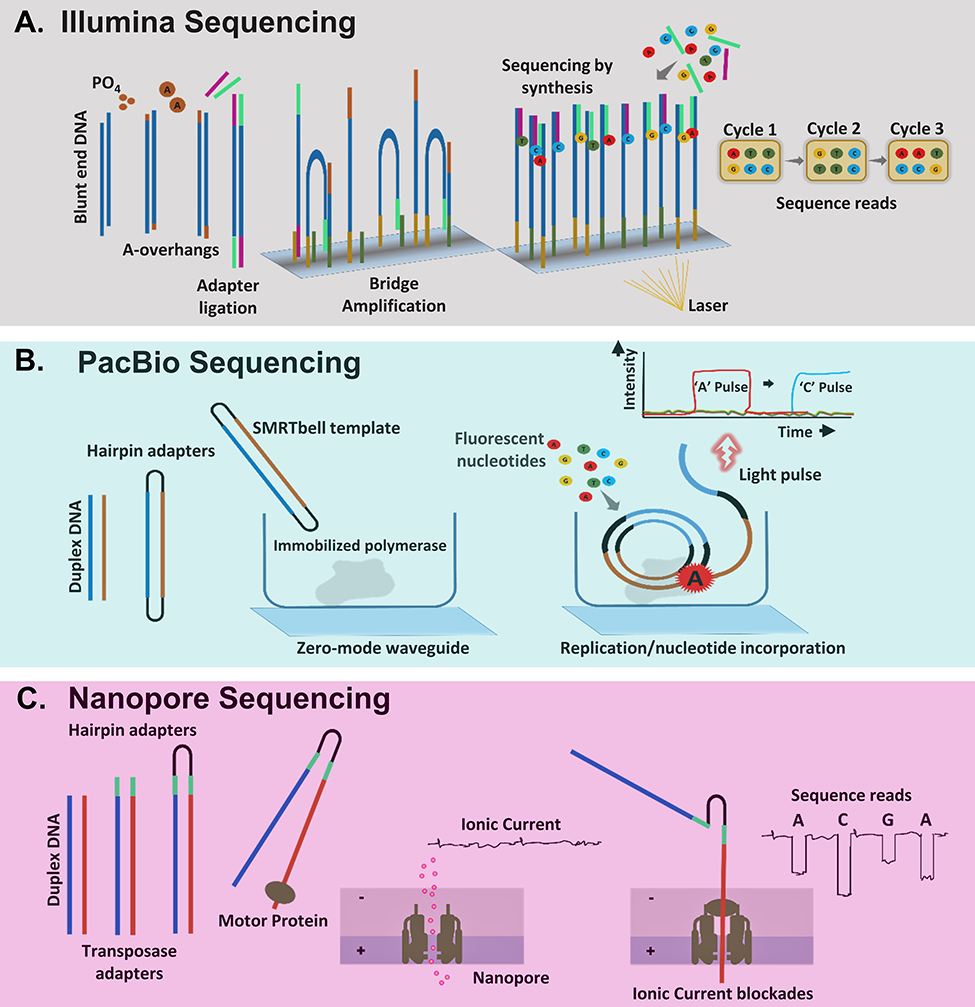 A. Illumina Sequencing
PO4
A
A
Blunt end DNA
A-overhangs
Adapter
ligation
Bridge
Amplification
Sequencing by
synthesis
C
G
A
C
A
T
G
A
T
C
A
C
G
T
A
C
G
C
G
A
Laser
Cycle 1
A T T
G C C
Cycle 2
G T C
T T C
Cycle 3
A A T
C C G
Sequence reads
B. PacBio Sequencing
Hairpin adapters
Duplex DNA
SMRTbell template
Immobilized polymerase
Zero-mode waveguide
Fluorescent
nucleotides
A
T
C
G
A
G
G
T
C
A
A
Replication/nucleotide incorporation
Intensity
'A' Pulse
'C' Pulse
Time
Light pulse
C. Nanopore Sequencing
Hairpin adapters
Duplex DNA
Transposase
adapters
Motor Protein
Ionic Current
-
+
Nanopore
-
+
Ionic Current blockades
Sequence reads
A C G A